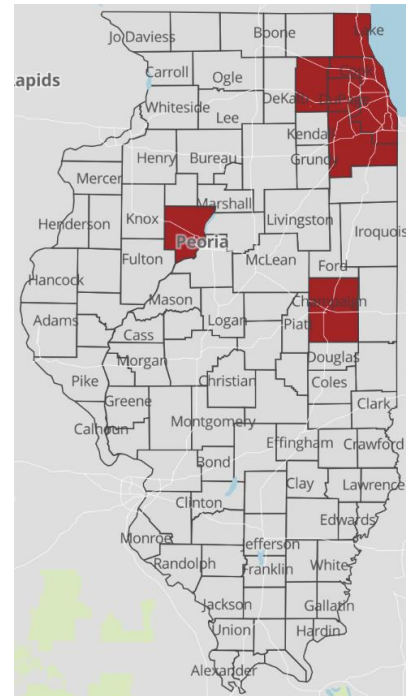 Jo Daviess
Boone
Lake
Carroll
Ogle
apids
DeKalb
Whiteside
Lee
Kendall
Henry
Bureau
Grundy
Mercer
Marshall
Knox
Livingston
Henderson
Peoria
Iroquois
McLean
Fulton
Ford
Hancock
Mason
Champaign
Logan
Adams
Piatt
Cass
Morgan
Douglas
Pike
Christian
Coles
Greene
Clark
Calhoun
Montgomery
Effingham
Crawford
Bond
Clay
Lawrence
Clinton
Edwards
Monroe
efferson
Randolph
Franklin
White
Jackson
Gallatin
Union
Hardin
Alexander